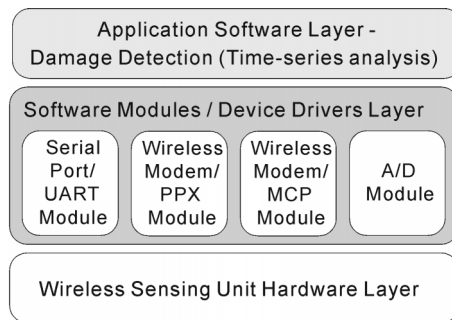 Application Software Layer -
Damage Detection (Time-series analysis)
Software Modules / Device Drivers Layer
Serial
Port/
UART
Module
Wireless
Modem/
PPX
Module
Wireless
Modem/
MCP
Module
A/D
Module
Wireless Sensing Unit Hardware Layer